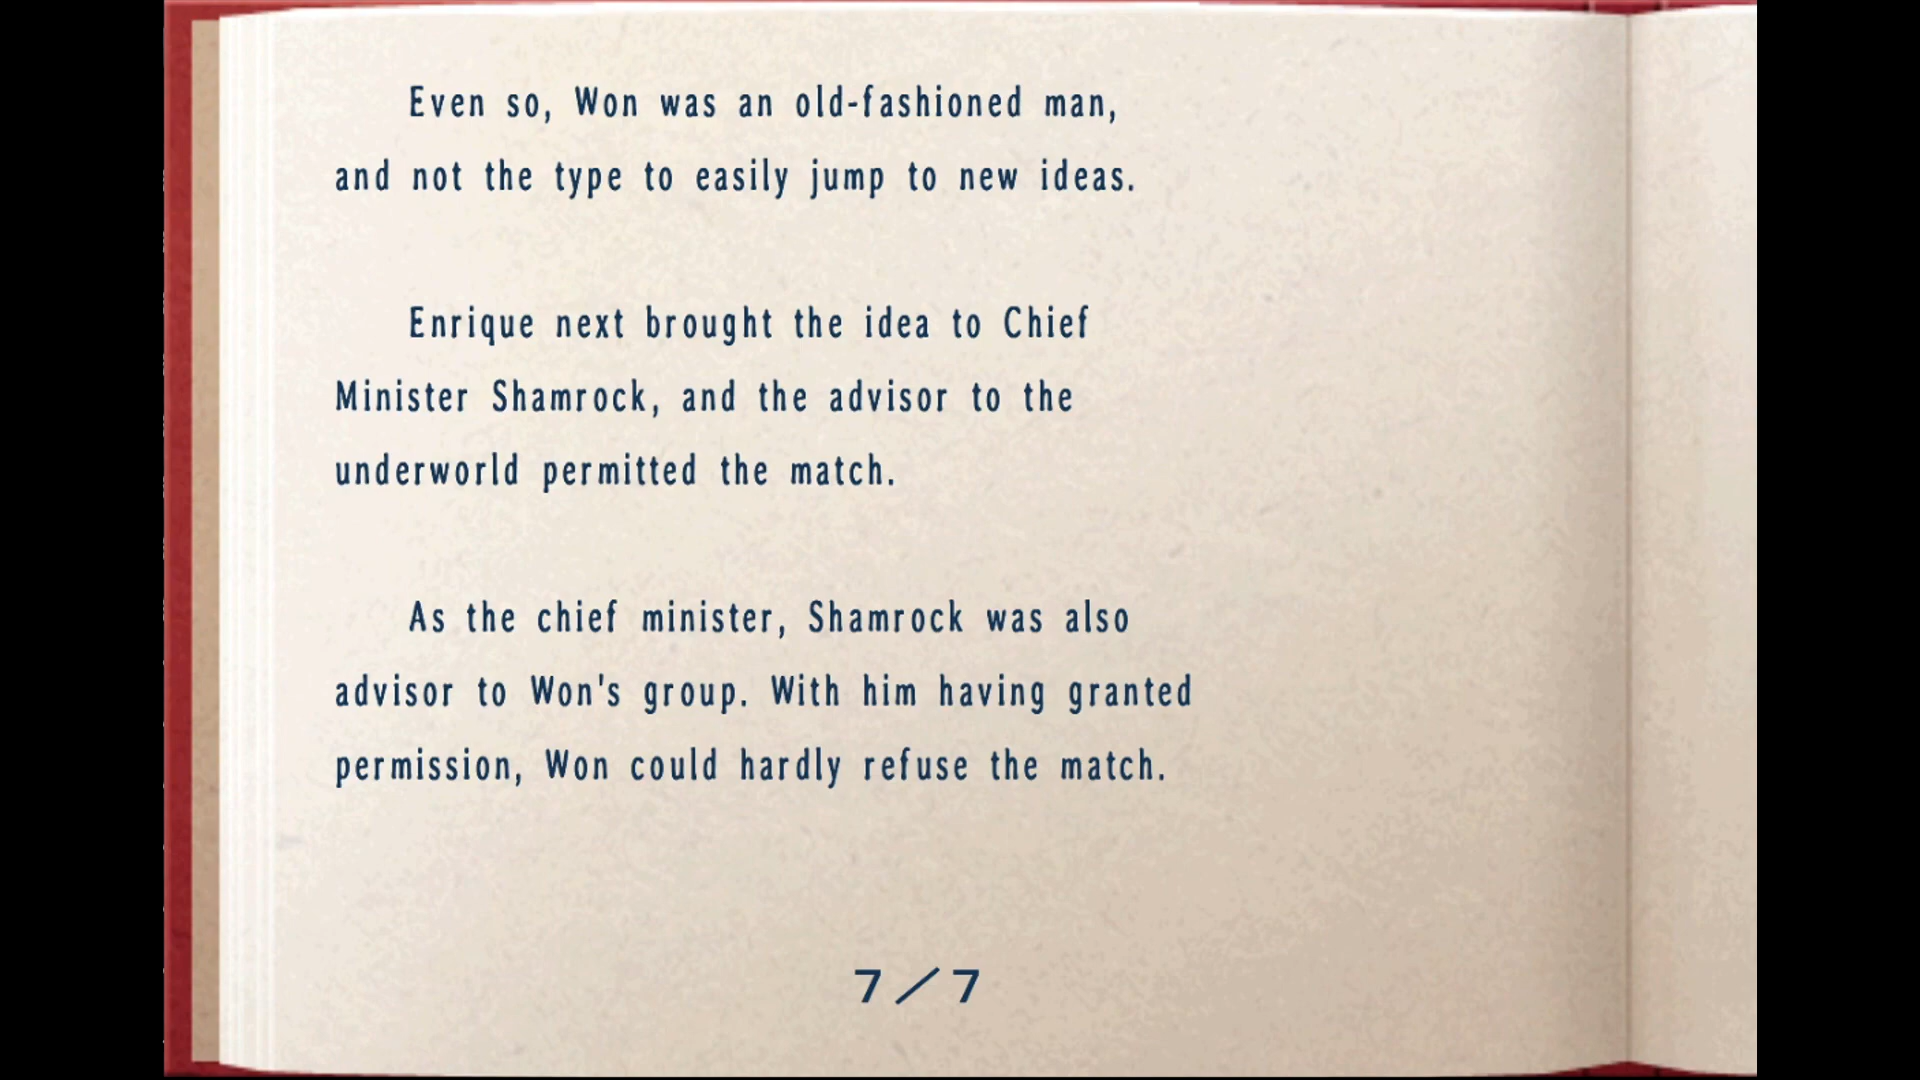 Even so, Won was an old-fashioned man,
and not the type to easily jump to new ideas.
Enrique next brought the idea to Chief
Minister Shamrock, and the advisor to the
underworld permitted the match.
As the chief minister, Shamrock was also
advisor to Won's group. With him having granted
permission, Won could hardly refuse the match.
7／7